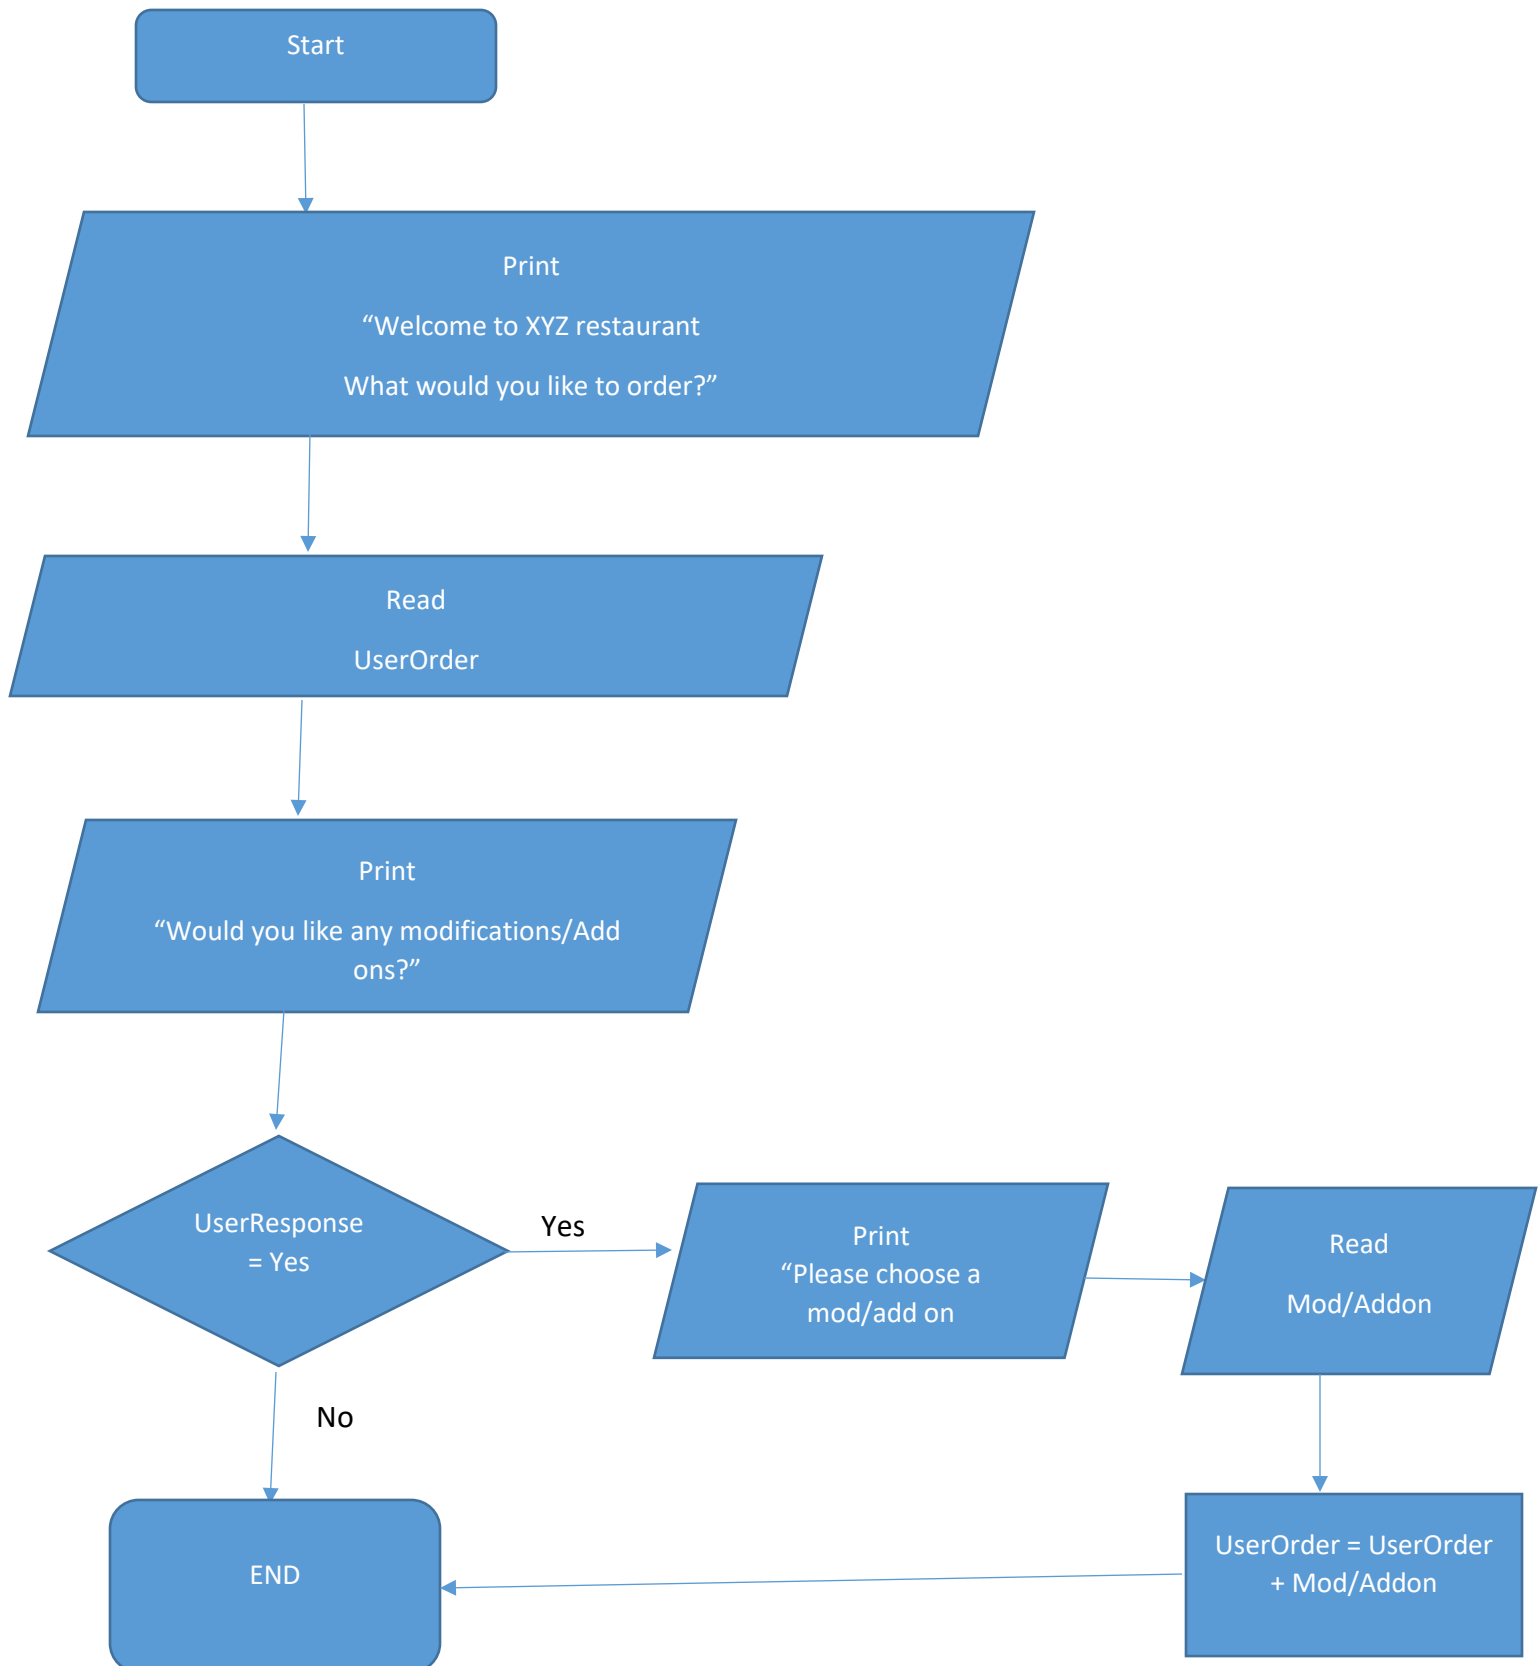 Start
Print
“Welcome to XYZ restaurant
What would you like to order?”
Read
UserOrder
Print
“Would you like any modifications/Add
ons?”
UserResponse
= Yes
Yes
Print
“Please choose a
mod/add on
Read
Mod/Addon
No
UserOrder = UserOrder
+ Mod/Addon
END